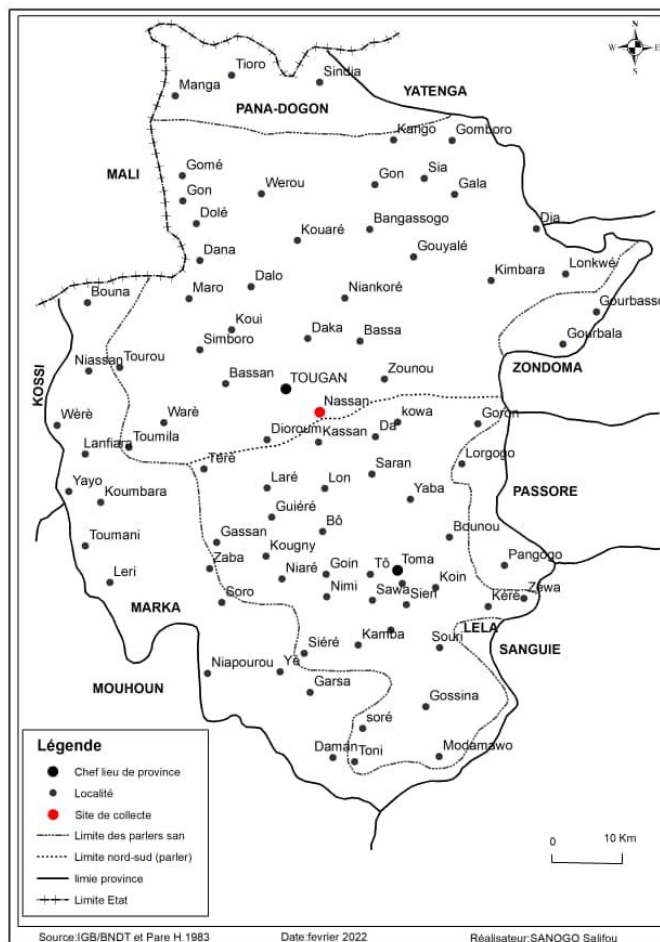 N
W E
S
Tioro
Sindia
Manga
YATENGA
PANA-DOGON
Kango
Gomboro
MALI
Gomé
Sia
Gon
Gon
Werou
Gala
Dolé
Bangassogo
Dia
Kouaré
Gouyalé
Dana
Lonkwé
Kimbara
Dalo
Bouna
Maro
Niankoré
Gourbasso
Koui
Daka
Bassa
Simboro
Gourbala
Niassan
Tourou
ZONDOMA
Bassan
TOUGAN
Zounou
KOSSI
Nassan
Wèrè
Warè
kowa
Goron
Dioroum
Da
Toumila
Kassan
Lanfiara
Téré
Saran
Lorgogo
Laré
Lon
Yayo
Koumbara
Yaba
PASSORE
Guiéré
Bô
Bounou
Toumani
Gassan
Kougny
Zaba
Goin
Tô
Toma
Pangogo
Leri
Niaré
Koin
Nimi
Sawa
Sien
Zéwa
Soro
Kéré
MARKA
LELA
Siéré
Kamba
Souri
SANGUIE
Niapourou
Yé
MOUHOUN
Garsa
Gossina
soré
Daman
Toni
Modamawo
Légende
Chef lieu de province
Localité
Site de collecte
Limite des parlers san
Limite nord-sud (parler)
limie province
Limite Etat
0 10 Km
Source:IGB/BNDT et Pare H.1983 Date:fevrier 2022 Réalisateur:SANOGO Salifou